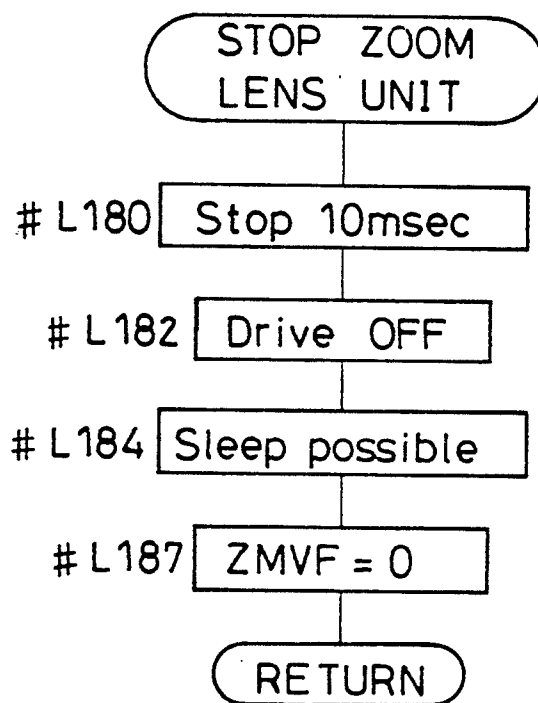 STOP ZOOM
LENS UNIT
# L180 Stop 10msec
# L182 Drive OFF
# L184 Sleep possible
# L187 ZMVF = 0
RETURN